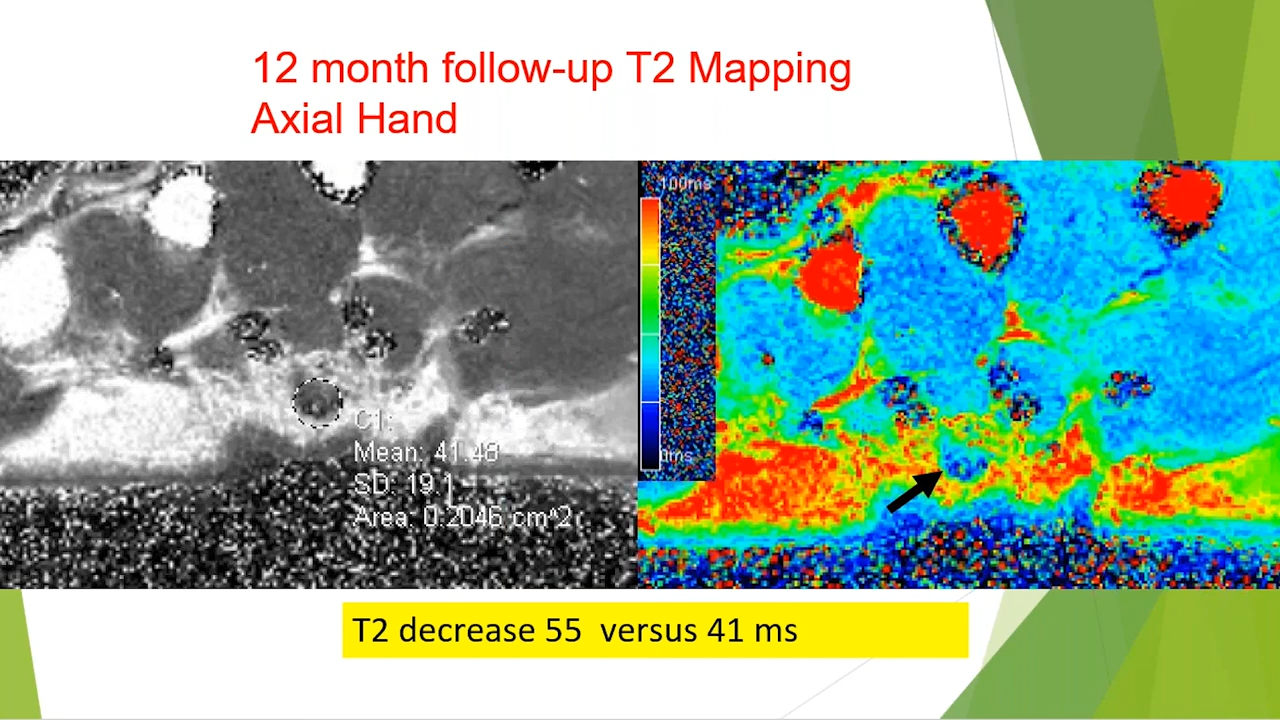 12 month follow-up T2 Mapping
Axial Hand
100ms
0ms
C1:
Mean: 41.48
SD: 19.1
Area: 0.2046 cm^2
T2 decrease 55 versus 41 ms